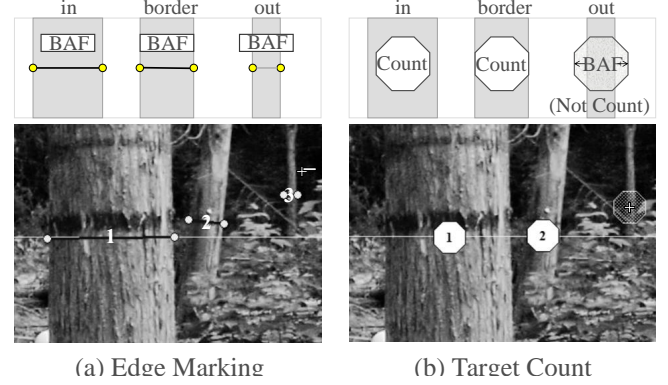 in border out
BAF BAF BAF
1 2 3
(a) Edge Marking
in border out
Count Count BAF
(Not Count)
1 2
(b) Target Count